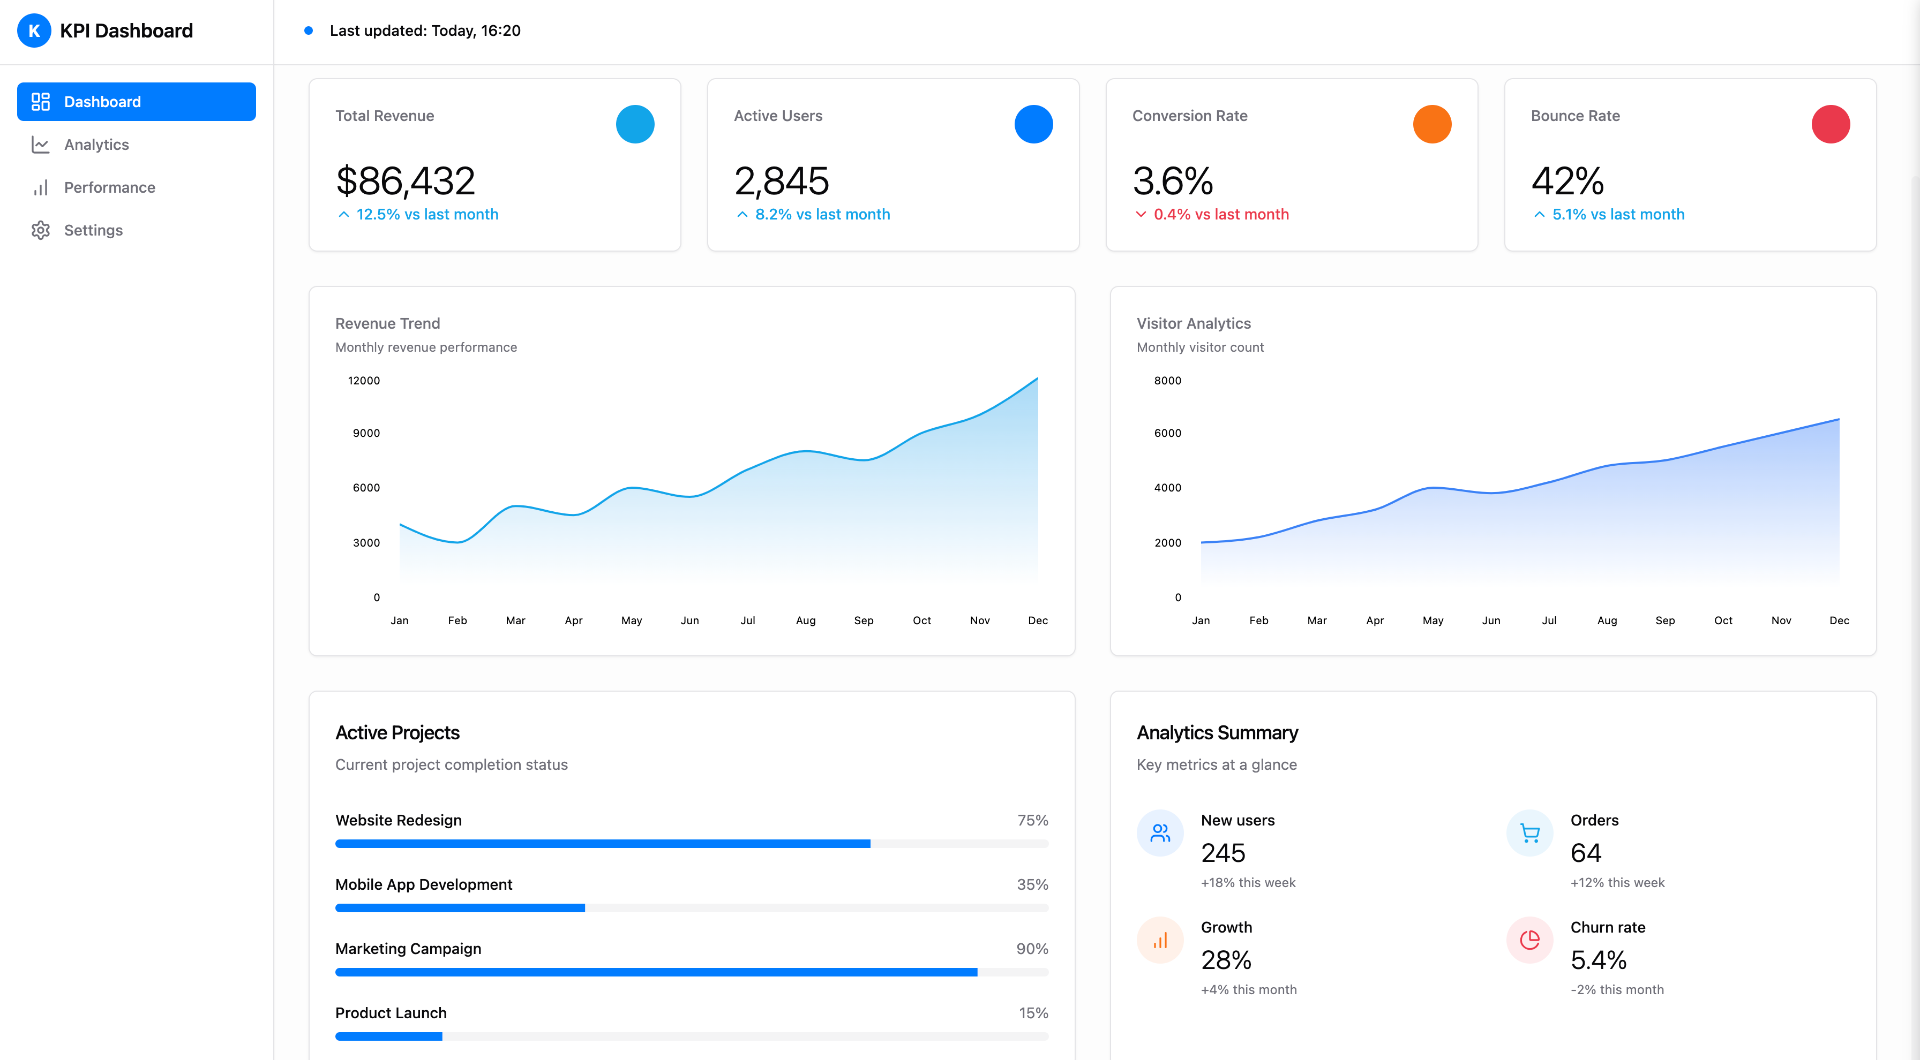 K KPI Dashboard
Last updated: Today, 16:20
Dashboard
Analytics
Performance
Settings
Total Revenue
$86,432
12.5% vs last month
Active Users
2,845
8.2% vs last month
Conversion Rate
3.6%
0.4% vs last month
Bounce Rate
42%
5.1% vs last month
Revenue Trend
Monthly revenue performance
12000
9000
6000
3000
0
Jan Feb Mar Apr May Jun Jul Aug Sep Oct Nov Dec
Visitor Analytics
Monthly visitor count
8000
6000
4000
2000
0
Jan Feb Mar Apr May Jun Jul Aug Sep Oct Nov Dec
Active Projects
Current project completion status
Website Redesign 75%
Mobile App Development 35%
Marketing Campaign 90%
Product Launch 15%
Analytics Summary
Key metrics at a glance
New users
245
+18% this week
Orders
64
+12% this week
Growth
28%
+4% this month
Churn rate
5.4%
-2% this month